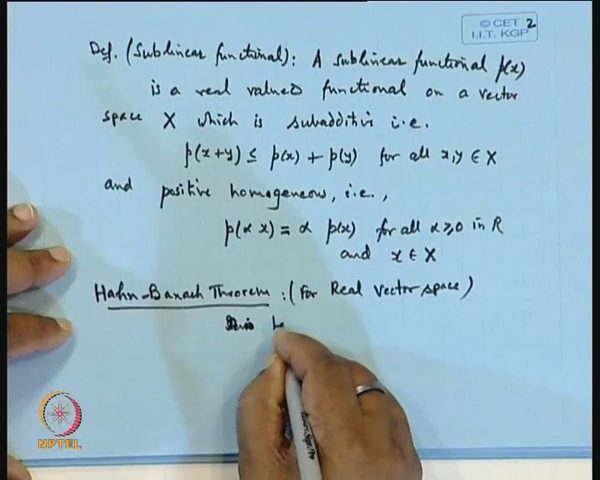 © CET 2
I.I.T. KGP
Def. (Sublinear functional): A sublinear functional p(x)
is a real valued functional on a vector
space X which is subadditive i.e.
p(x+y) ≤ p(x) + p(y) for all x,y ∈ X
and positive homogeneous, i.e.,
p(α x) = α p(x) for all α≥0 in R
and x ∈ X
Hahn-Banach Theorem : (For Real Vector space)
NPTEL